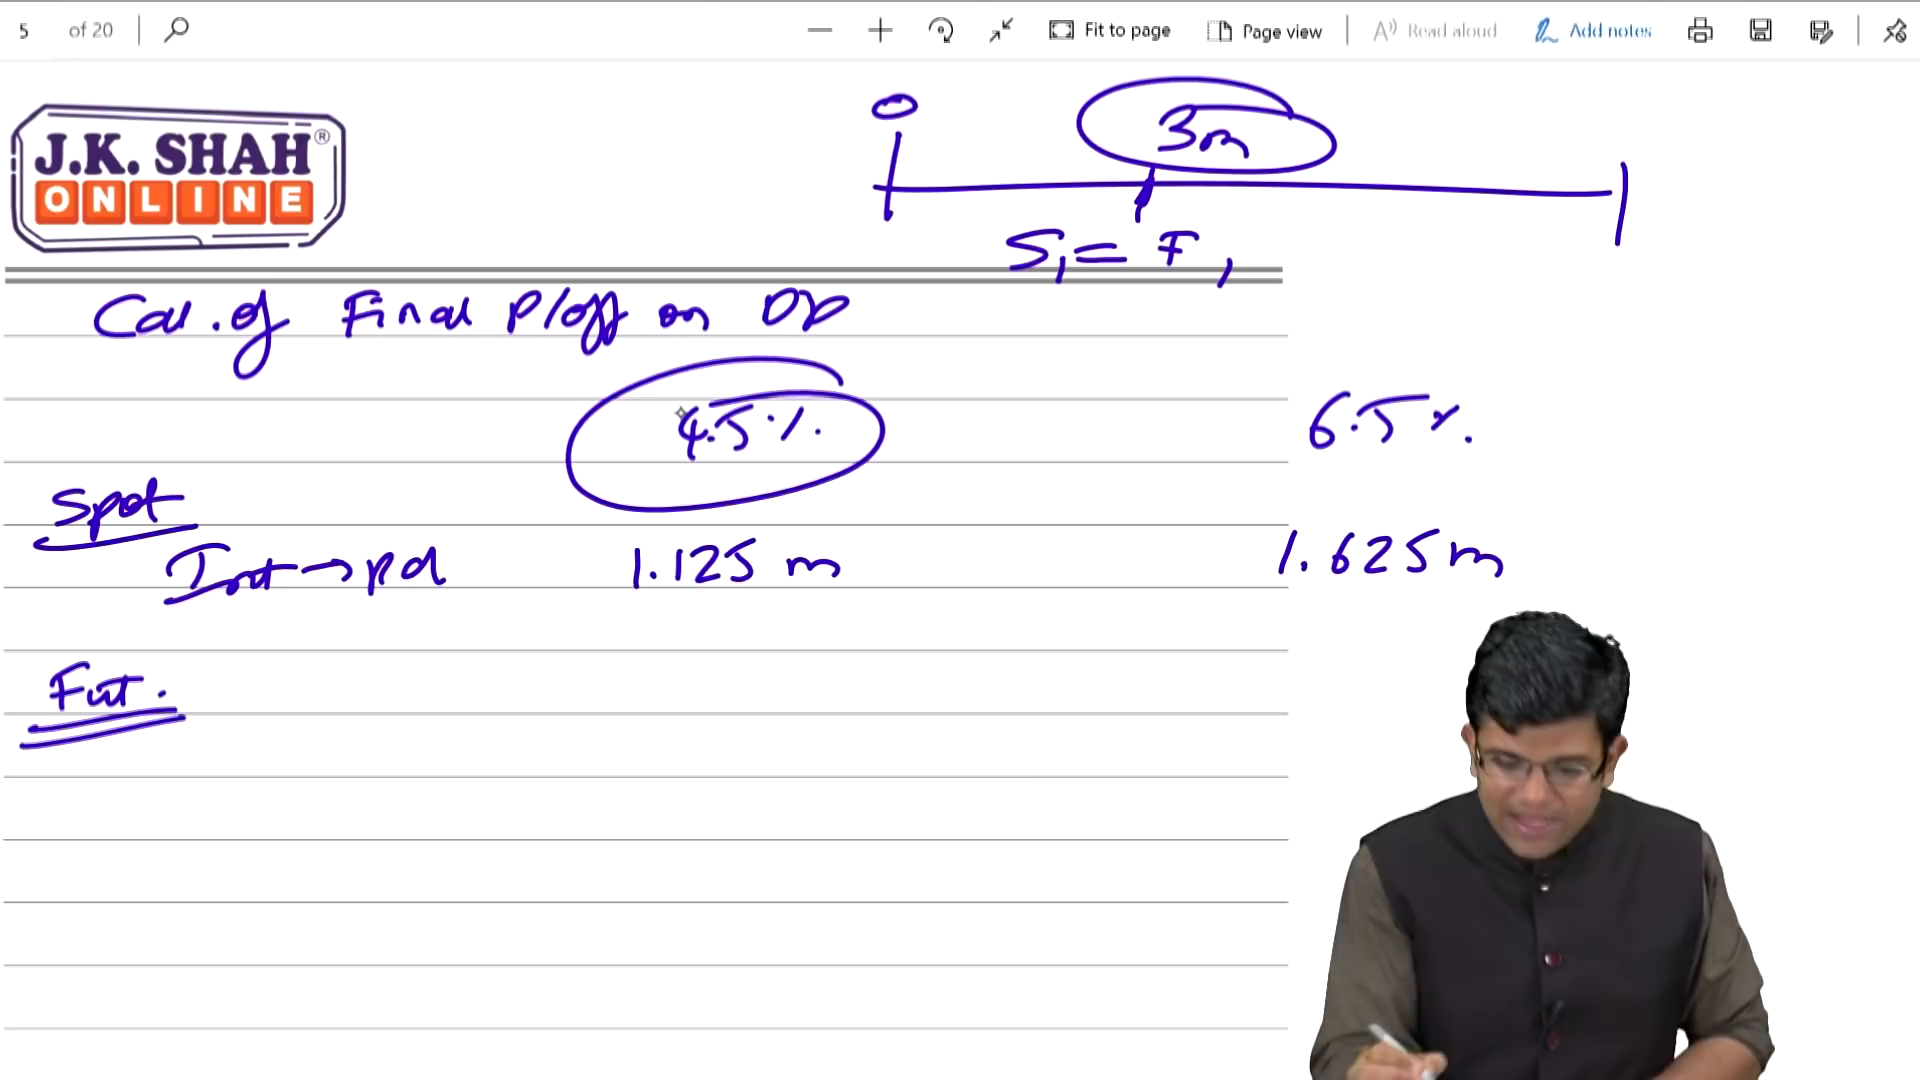 5 of 20 Fit to page Page view Read aloud Add notes
J.K. SHAH®
ONLINE
0 3m
S₁ = F₁
Cal. of Final P/off on DD
4.5 % 6.5 %
Spot
Int → pd 1.125 m 1.625 m
Fut.